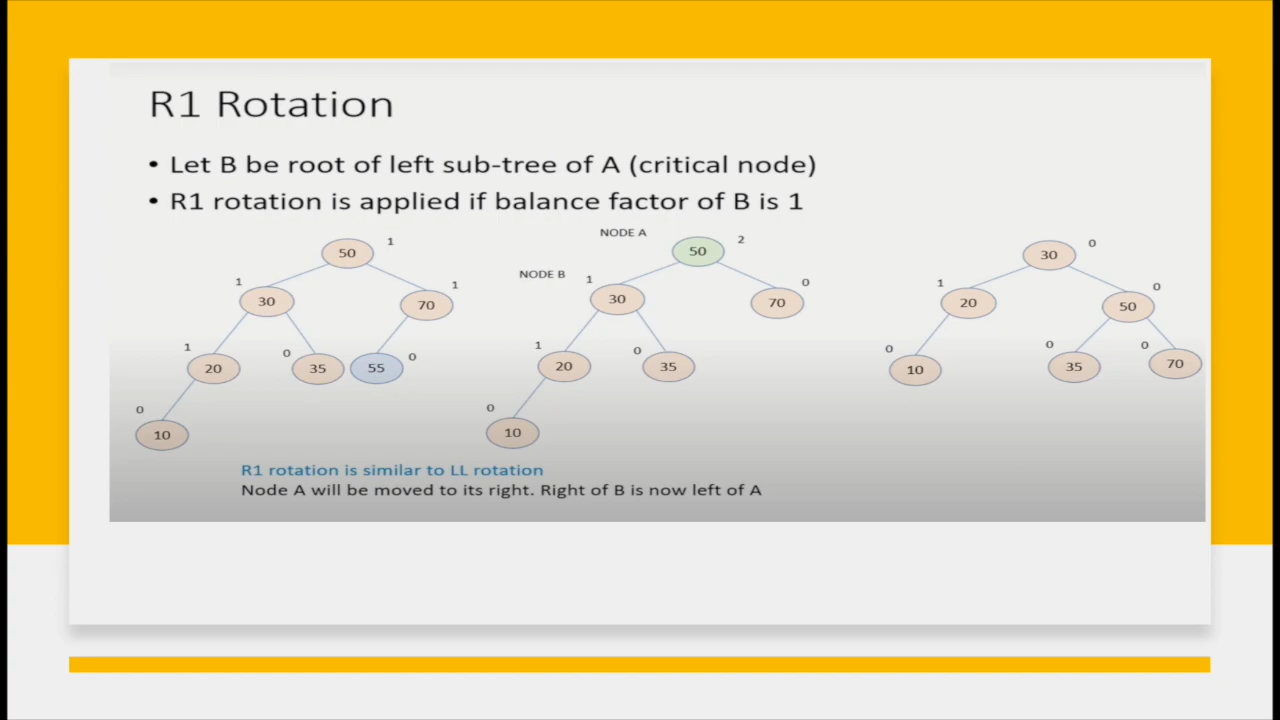 R1 Rotation
• Let B be root of left sub-tree of A (critical node)
• R1 rotation is applied if balance factor of B is 1
50 1
1 30
70 1
1 20
0 35
55 0
0 10
NODE A 50 2
NODE B 1 30
70 0
1 20
0 35
0 10
30 0
1 20
50 0
0 10
0 35
0 70
R1 rotation is similar to LL rotation
Node A will be moved to its right. Right of B is now left of A